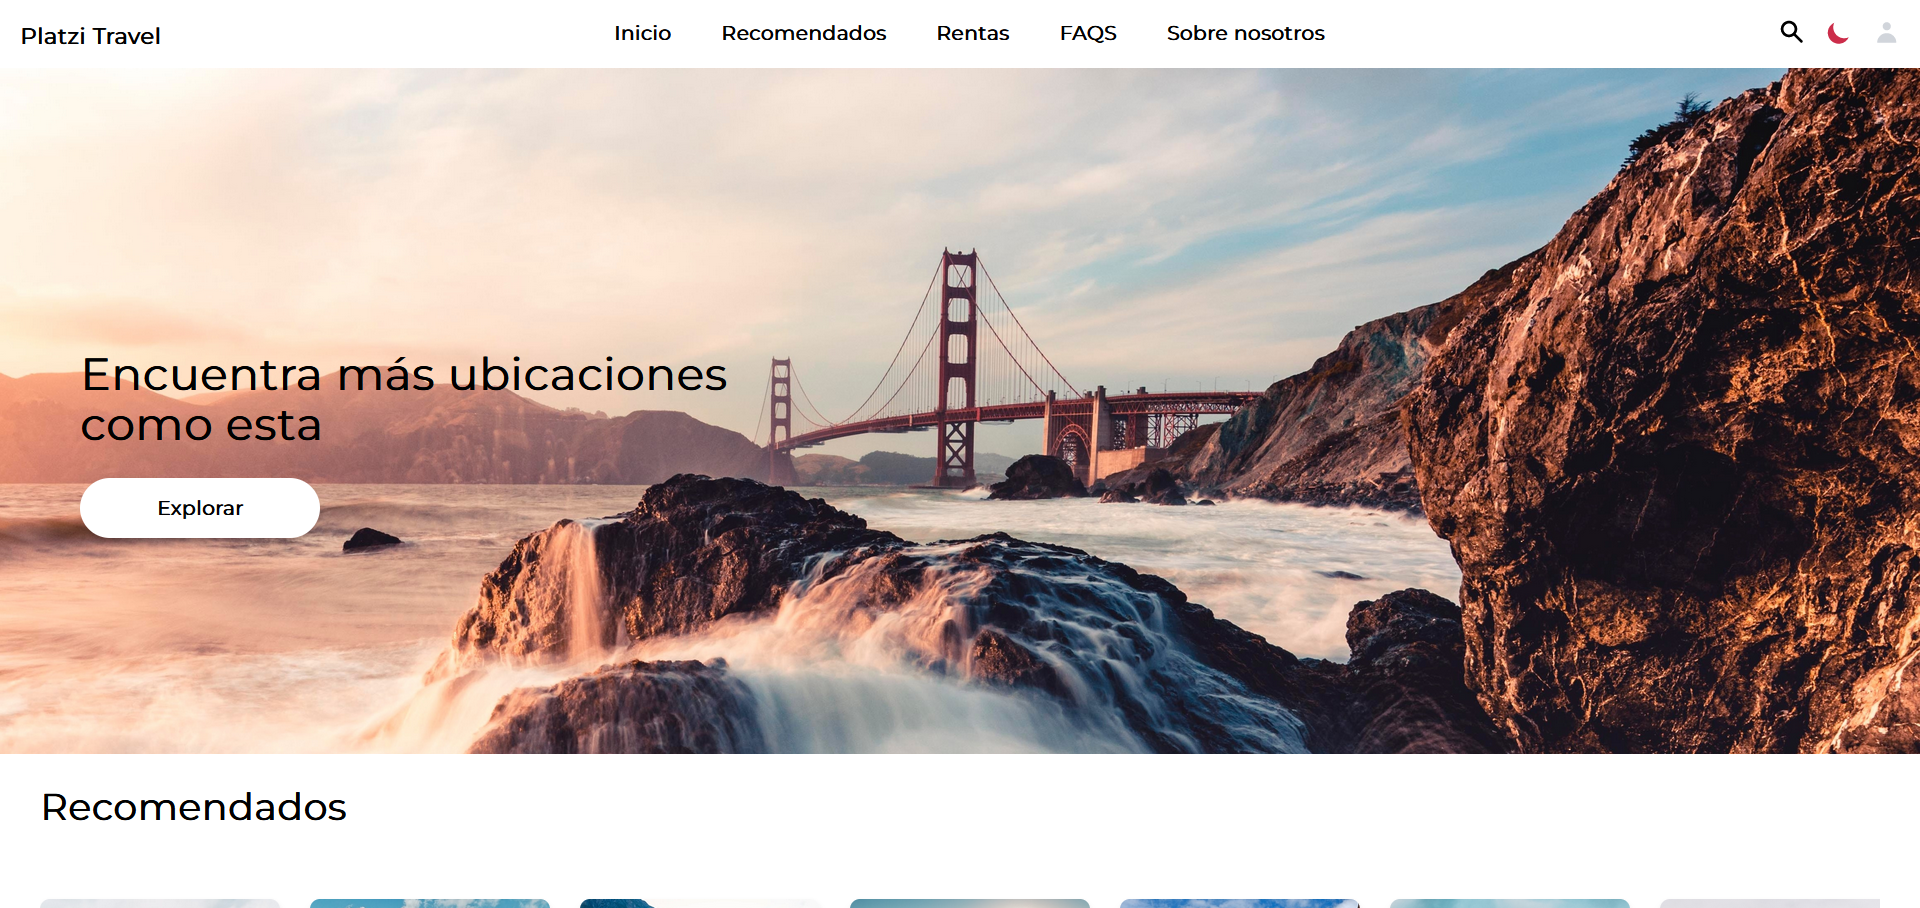 Platzi Travel
Inicio Recomendados Rentas FAQS Sobre nosotros
Encuentra más ubicaciones
como esta
Explorar
Recomendados